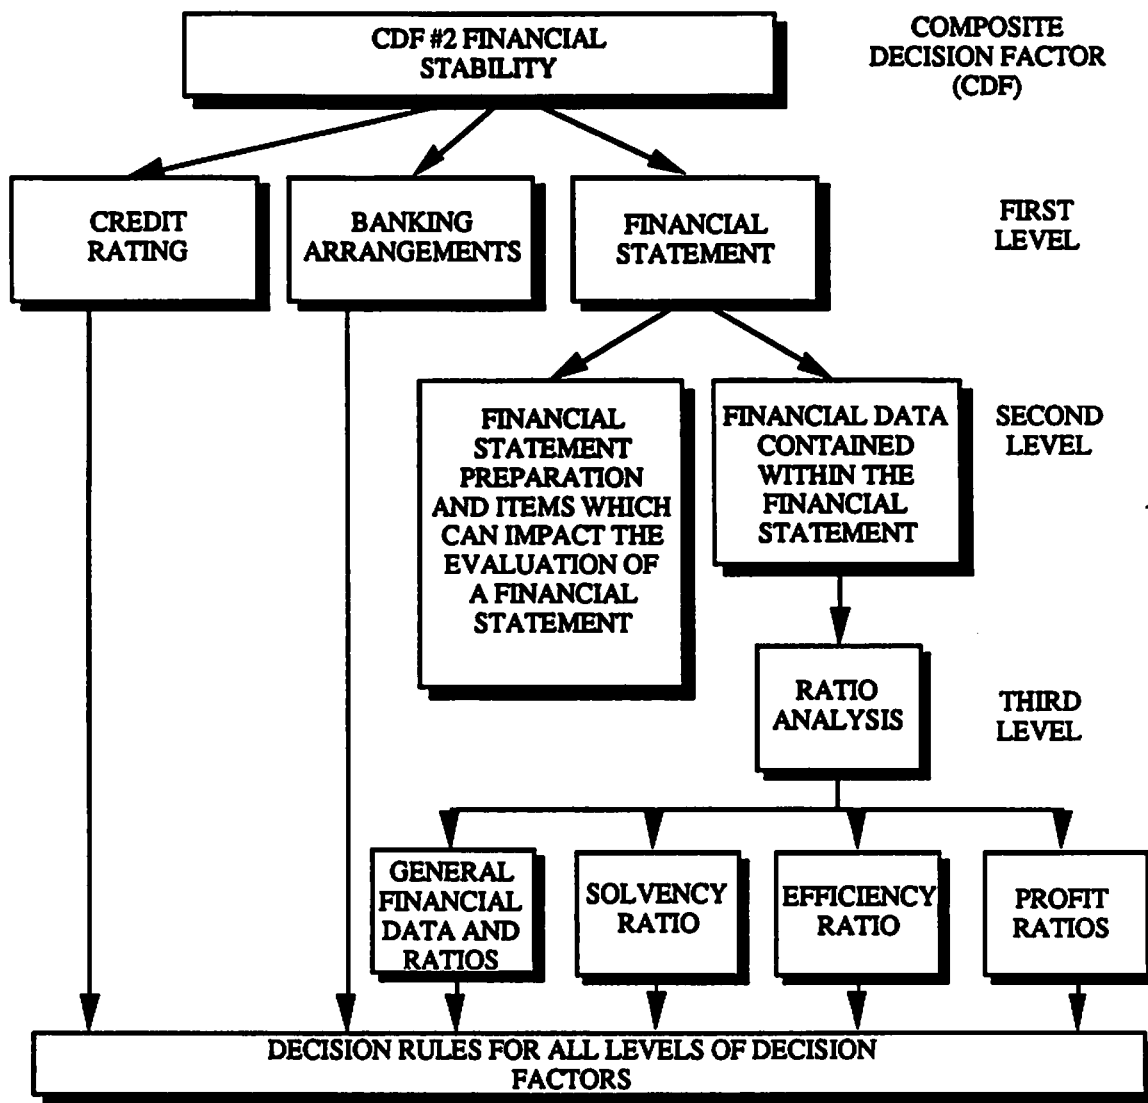 CDF #2 FINANCIAL
STABILITY
COMPOSITE
DECISION FACTOR
(CDF)
CREDIT
RATING
BANKING
ARRANGEMENTS
FINANCIAL
STATEMENT
FIRST
LEVEL
FINANCIAL
STATEMENT
PREPARATION
AND ITEMS WHICH
CAN IMPACT THE
EVALUATION OF
A FINANCIAL
STATEMENT
FINANCIAL DATA
CONTAINED
WITHIN THE
FINANCIAL
STATEMENT
SECOND
LEVEL
RATIO
ANALYSIS
THIRD
LEVEL
GENERAL
FINANCIAL
DATA AND
RATIOS
SOLVENCY
RATIO
EFFICIENCY
RATIO
PROFIT
RATIOS
DECISION RULES FOR ALL LEVELS OF DECISION
FACTORS